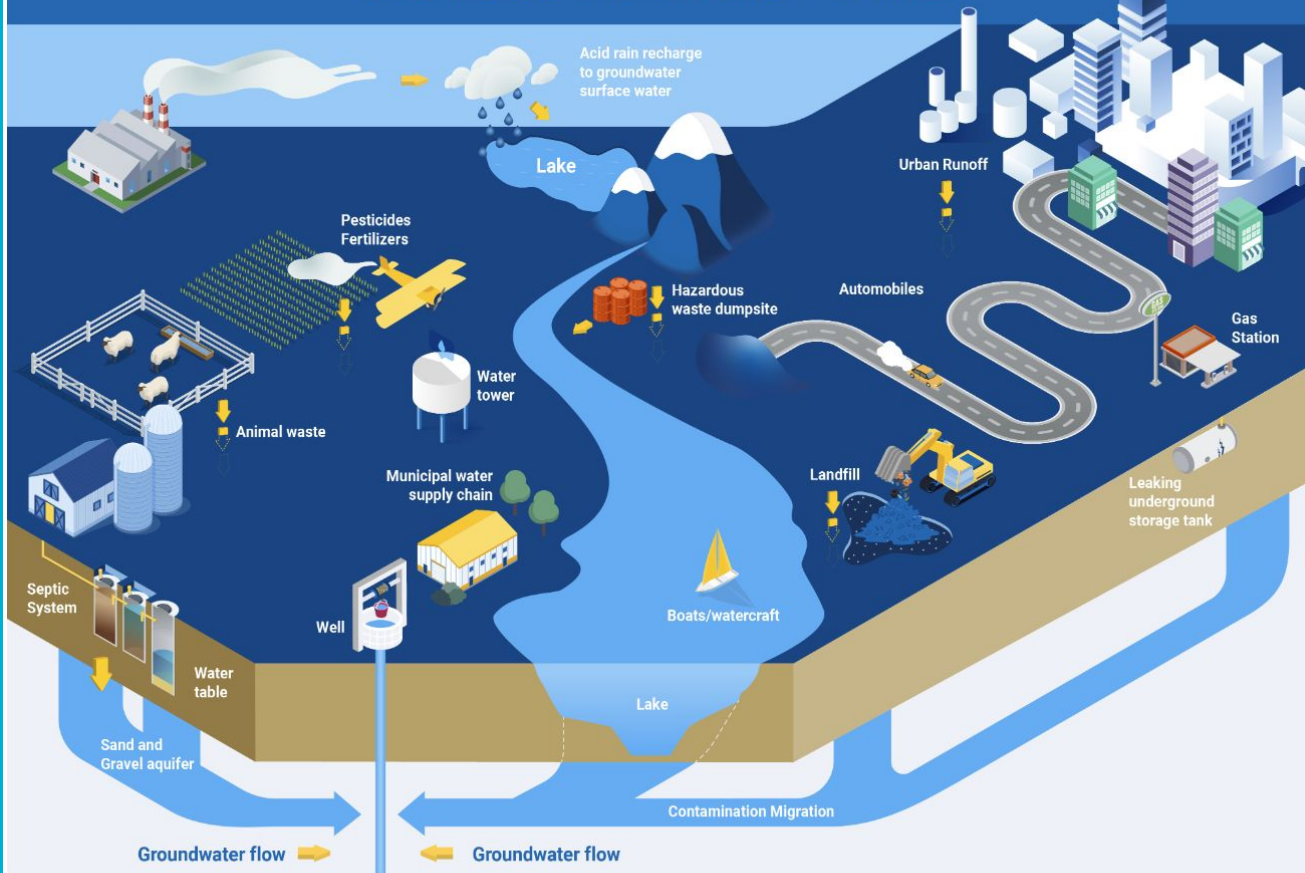 Acid rain recharge
to groundwater
surface water
Lake
Urban Runoff
Pesticides
Fertilizers
Hazardous
waste dumpsite
Automobiles
GAS
Gas
Station
Water
tower
Animal waste
Municipal water
supply chain
Landfill
Leaking
underground
storage tank
Septic
System
Well
Boats/watercraft
Water
table
Lake
Sand and
Gravel aquifer
Contamination Migration
Groundwater flow
Groundwater flow